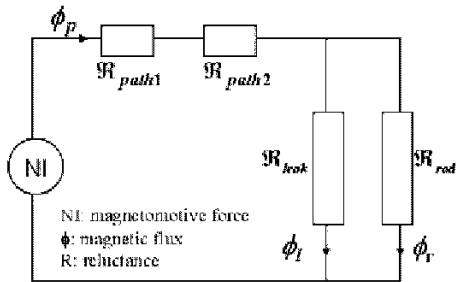 ϕp
ℜpath1
ℜpath2
ℜleak
ℜrod
NI
NI: magnetomotive force
ϕ: magnetic flux
R: reluctance
ϕl
ϕr